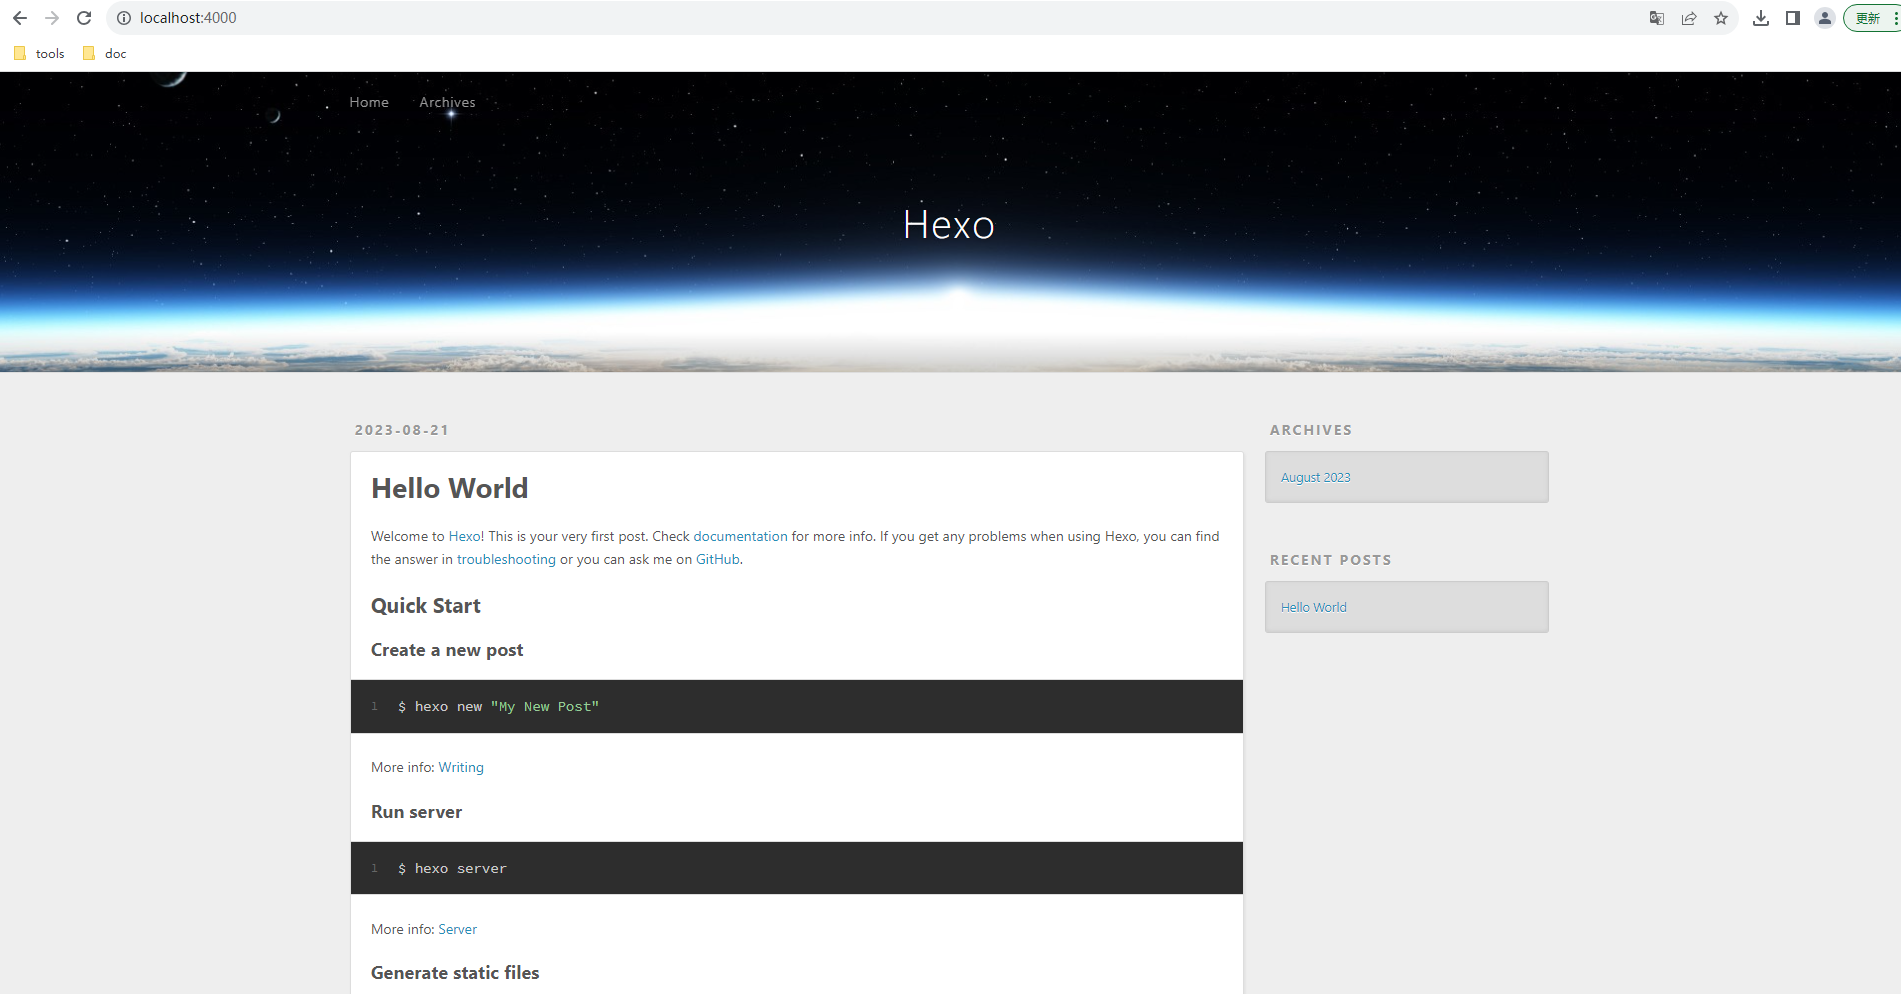 localhost:4000
更新
tools
doc
Home
Archives
Hexo
2023-08-21
Hello World
Welcome to Hexo! This is your very first post. Check documentation for more info. If you get any problems when using Hexo, you can find
the answer in troubleshooting or you can ask me on GitHub.
Quick Start
Create a new post
1 $ hexo new "My New Post"
More info: Writing
Run server
1 $ hexo server
More info: Server
Generate static files
ARCHIVES
August 2023
RECENT POSTS
Hello World